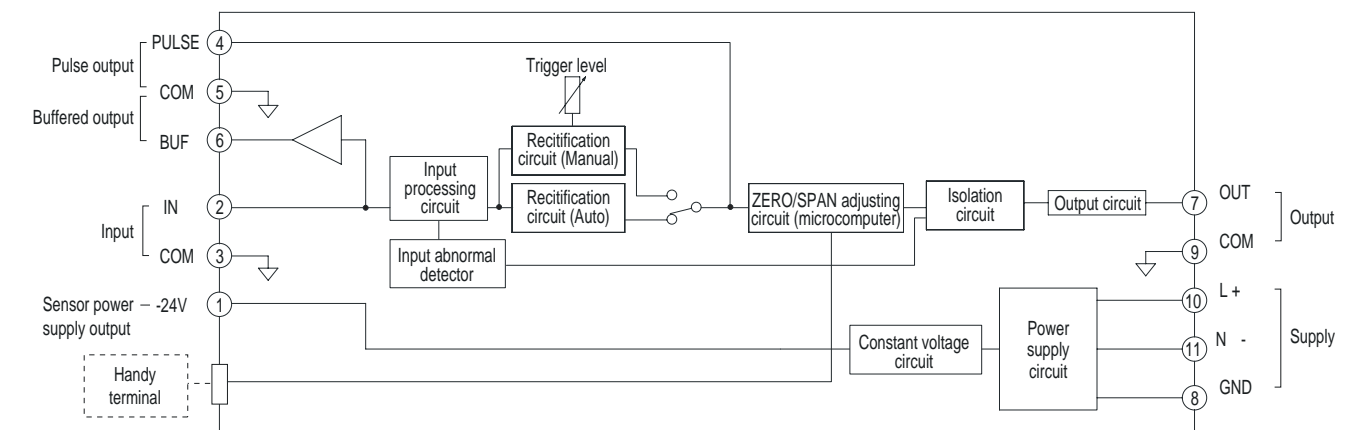 PULSE 4
Pulse output
COM 5
Buffered output
BUF 6
IN 2
Input
COM 3
Sensor power
supply output
-24V 1
Handy
terminal
Trigger level
Recitification
circuit (Manual)
Input
processing
circuit
Rectification
circuit (Auto)
Input abnormal
detector
ZERO/SPAN adjusting
circuit (microcomputer)
Isolation
circuit
Output circuit
Constant voltage
circuit
Power
supply
circuit
7 OUT
Output
9 COM
10 L +
11 N -
Supply
8 GND